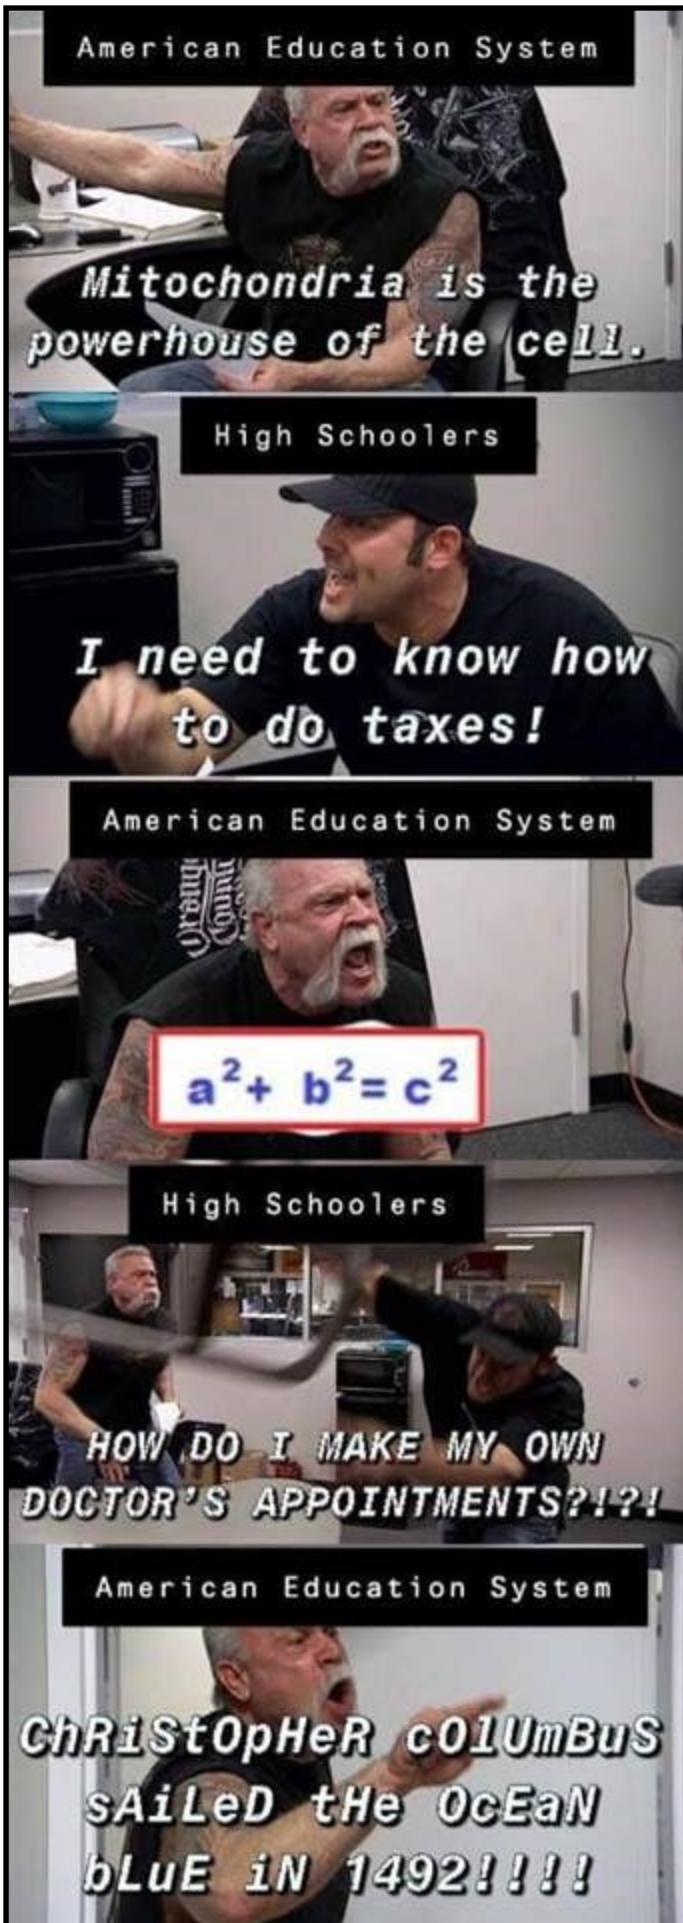 American Education System
Mitochondria is the
powerhouse of the cell.
High Schoolers
I need to know how
to do taxes!
American Education System
Orange
County
a²+ b²= c²
High Schoolers
HOW DO I MAKE MY OWN
DOCTOR'S APPOINTMENTS?!?!
American Education System
ChRiStOpHeR cOlUmBuS
sAiLeD tHe OcEaN
bLuE iN 1492!!!!